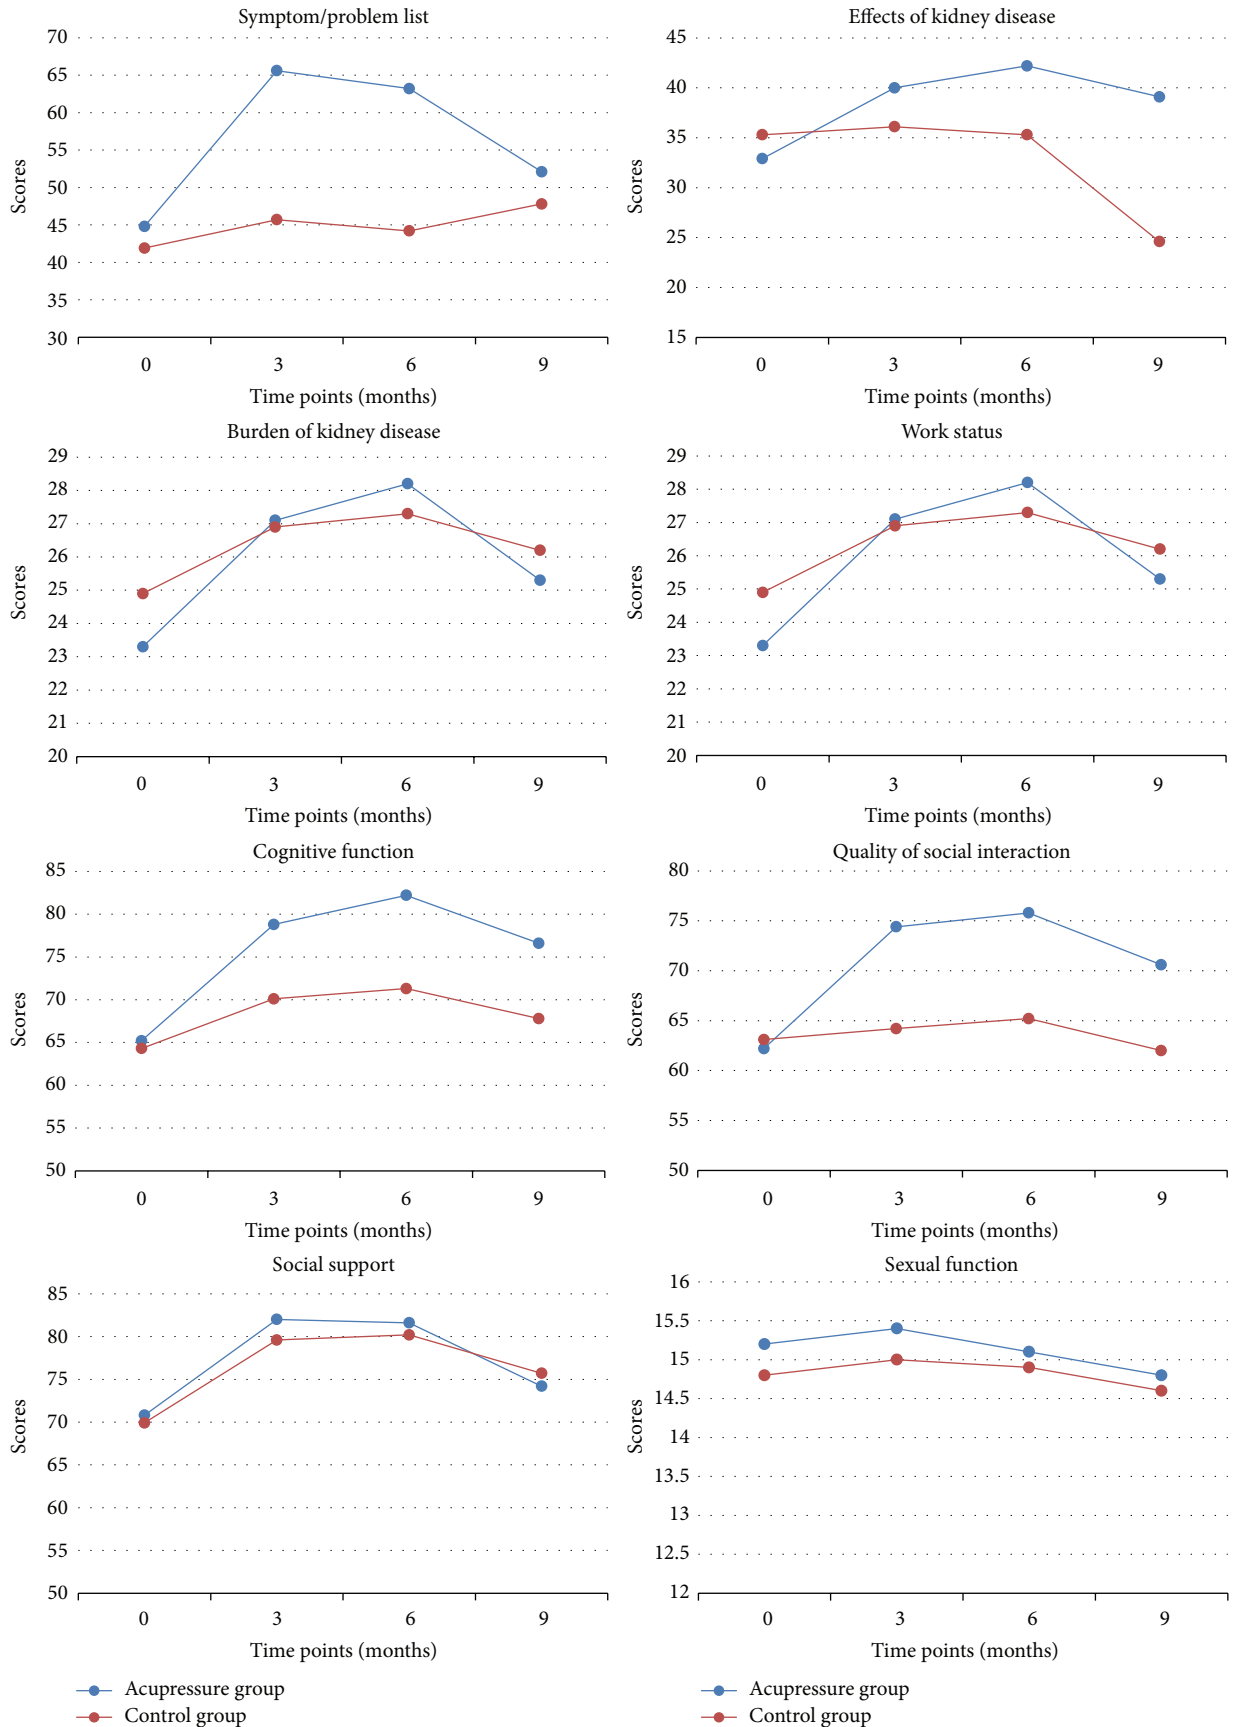 Symptom/problem list
70
65
60
55
50
45
40
35
30
Scores
0 3 6 9
Time points (months)
Effects of kidney disease
45
40
35
30
25
20
15
Scores
0 3 6 9
Time points (months)
Burden of kidney disease
29
28
27
26
25
24
23
22
21
20
Scores
0 3 6 9
Time points (months)
Work status
29
28
27
26
25
24
23
22
21
20
Scores
0 3 6 9
Time points (months)
Cognitive function
85
80
75
70
65
60
55
50
Scores
0 3 6 9
Time points (months)
Quality of social interaction
80
75
70
65
60
55
50
Scores
0 3 6 9
Time points (months)
Social support
85
80
75
70
65
60
55
50
Scores
0 3 6 9
Time points (months)
Acupressure group
Control group
Sexual function
16
15.5
15
14.5
14
13.5
13
12.5
12
Scores
0 3 6 9
Time points (months)
Acupressure group
Control group